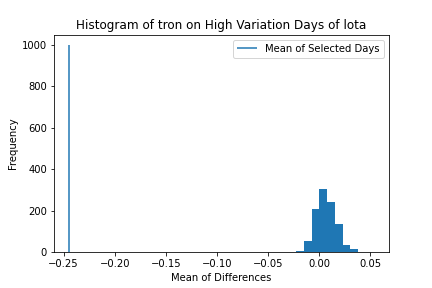 Histogram of tron on High Variation Days of Iota
Mean of Selected Days
Frequency
1000
800
600
400
200
0
−0.25 −0.20 −0.15 −0.10 −0.05 0.00 0.05
Mean of Differences